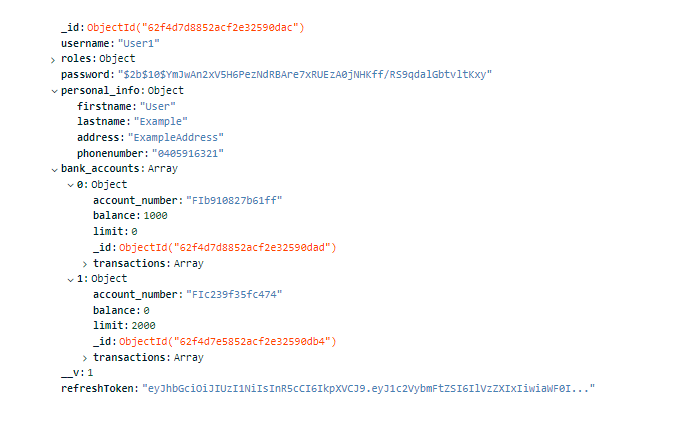 _id: ObjectId("62f4d7d8852acf2e32590dac")
username: "User1"
roles: Object
password: "$2b$10$YmJwAn2xV5H6PezNdRBAre7xRUEzA0jNHKff/RS9qdalGbtvltKxy"
personal_info: Object
firstname: "User"
lastname: "Example"
address: "ExampleAddress"
phonenumber: "0405916321"
bank_accounts: Array
0: Object
account_number: "FIb910827b61ff"
balance: 1000
limit: 0
_id: ObjectId("62f4d7d8852acf2e32590dad")
transactions: Array
1: Object
account_number: "FIc239f35fc474"
balance: 0
limit: 2000
_id: ObjectId("62f4d7e5852acf2e32590db4")
transactions: Array
__v: 1
refreshToken: "eyJhbGciOiJIUzI1NiIsInR5cCI6IkpXVCJ9.eyJ1c2VybmFtZSI6IlVzZXIxIiwiaWF0I..."